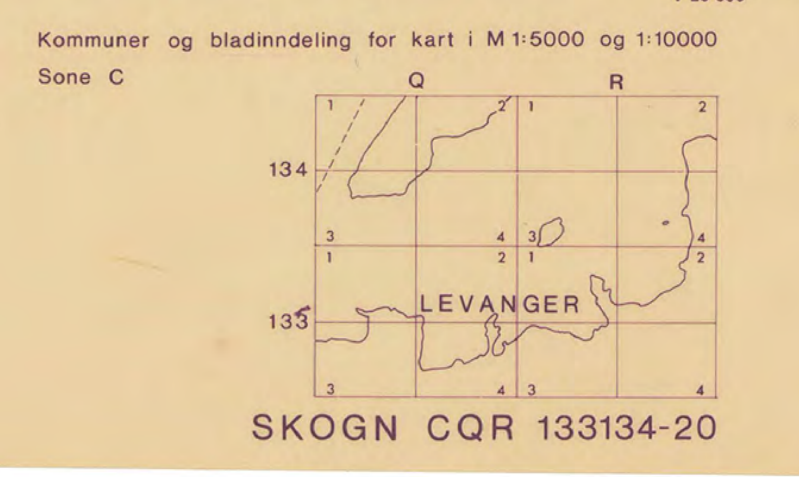 Kommuner og bladinndeling for kart i M 1:5000 og 1:10000
Sone C
Q R
1 2 1 2
134
3 4 3 4
1 2 1 2
LEVANGER
133
3 4 3 4
SKOGN CQR 133134-20